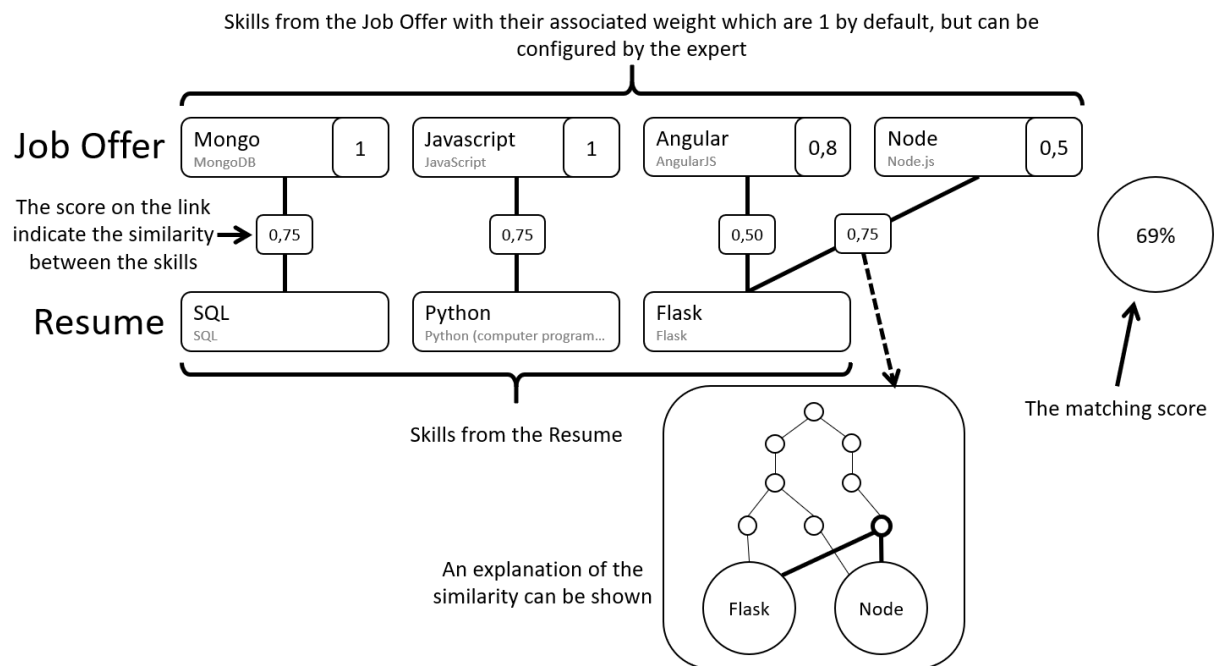 Skills from the Job Offer with their associated weight which are 1 by default, but can be
configured by the expert
Job Offer
Mongo
MongoDB
1
Javascript
JavaScript
1
Angular
AngularJS
0,8
Node
Node.js
0,5
The score on the link
indicate the similarity
between the skills
0,75
0,75
0,50
0,75
69%
Resume
SQL
SQL
Python
Python (computer program...
Flask
Flask
Skills from the Resume
The matching score
An explanation of the
similarity can be shown
Flask
Node